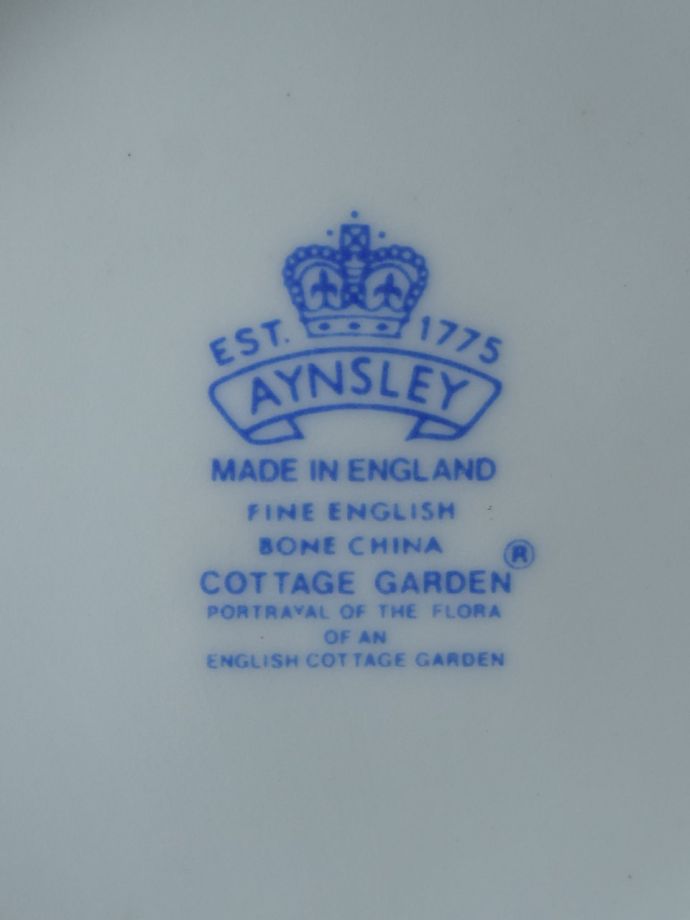 EST. 1775
AYNSLEY
MADE IN ENGLAND
FINE ENGLISH
BONE CHINA
COTTAGE GARDEN ®
PORTRAYAL OF THE FLORA
OF AN
ENGLISH COTTAGE GARDEN